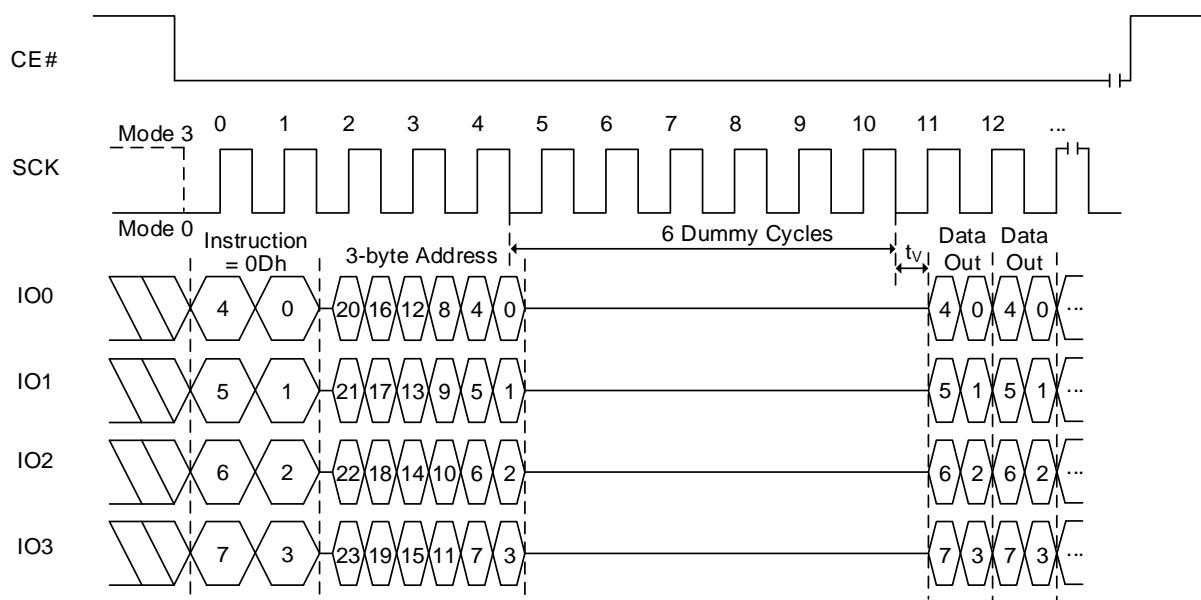 CE#
0 1 2 3 4 5 6 7 8 9 10 11 12 ...
Mode 3
SCK
Mode 0
Instruction
= 0Dh
3-byte Address
6 Dummy Cycles
tV
Data
Out
Data
Out
IO0
4 0 20 16 12 8 4 0 4 0 4 0 ...
IO1
5 1 21 17 13 9 5 1 5 1 5 1 ...
IO2
6 2 22 18 14 10 6 2 6 2 6 2 ...
IO3
7 3 23 19 15 11 7 3 7 3 7 3 ...